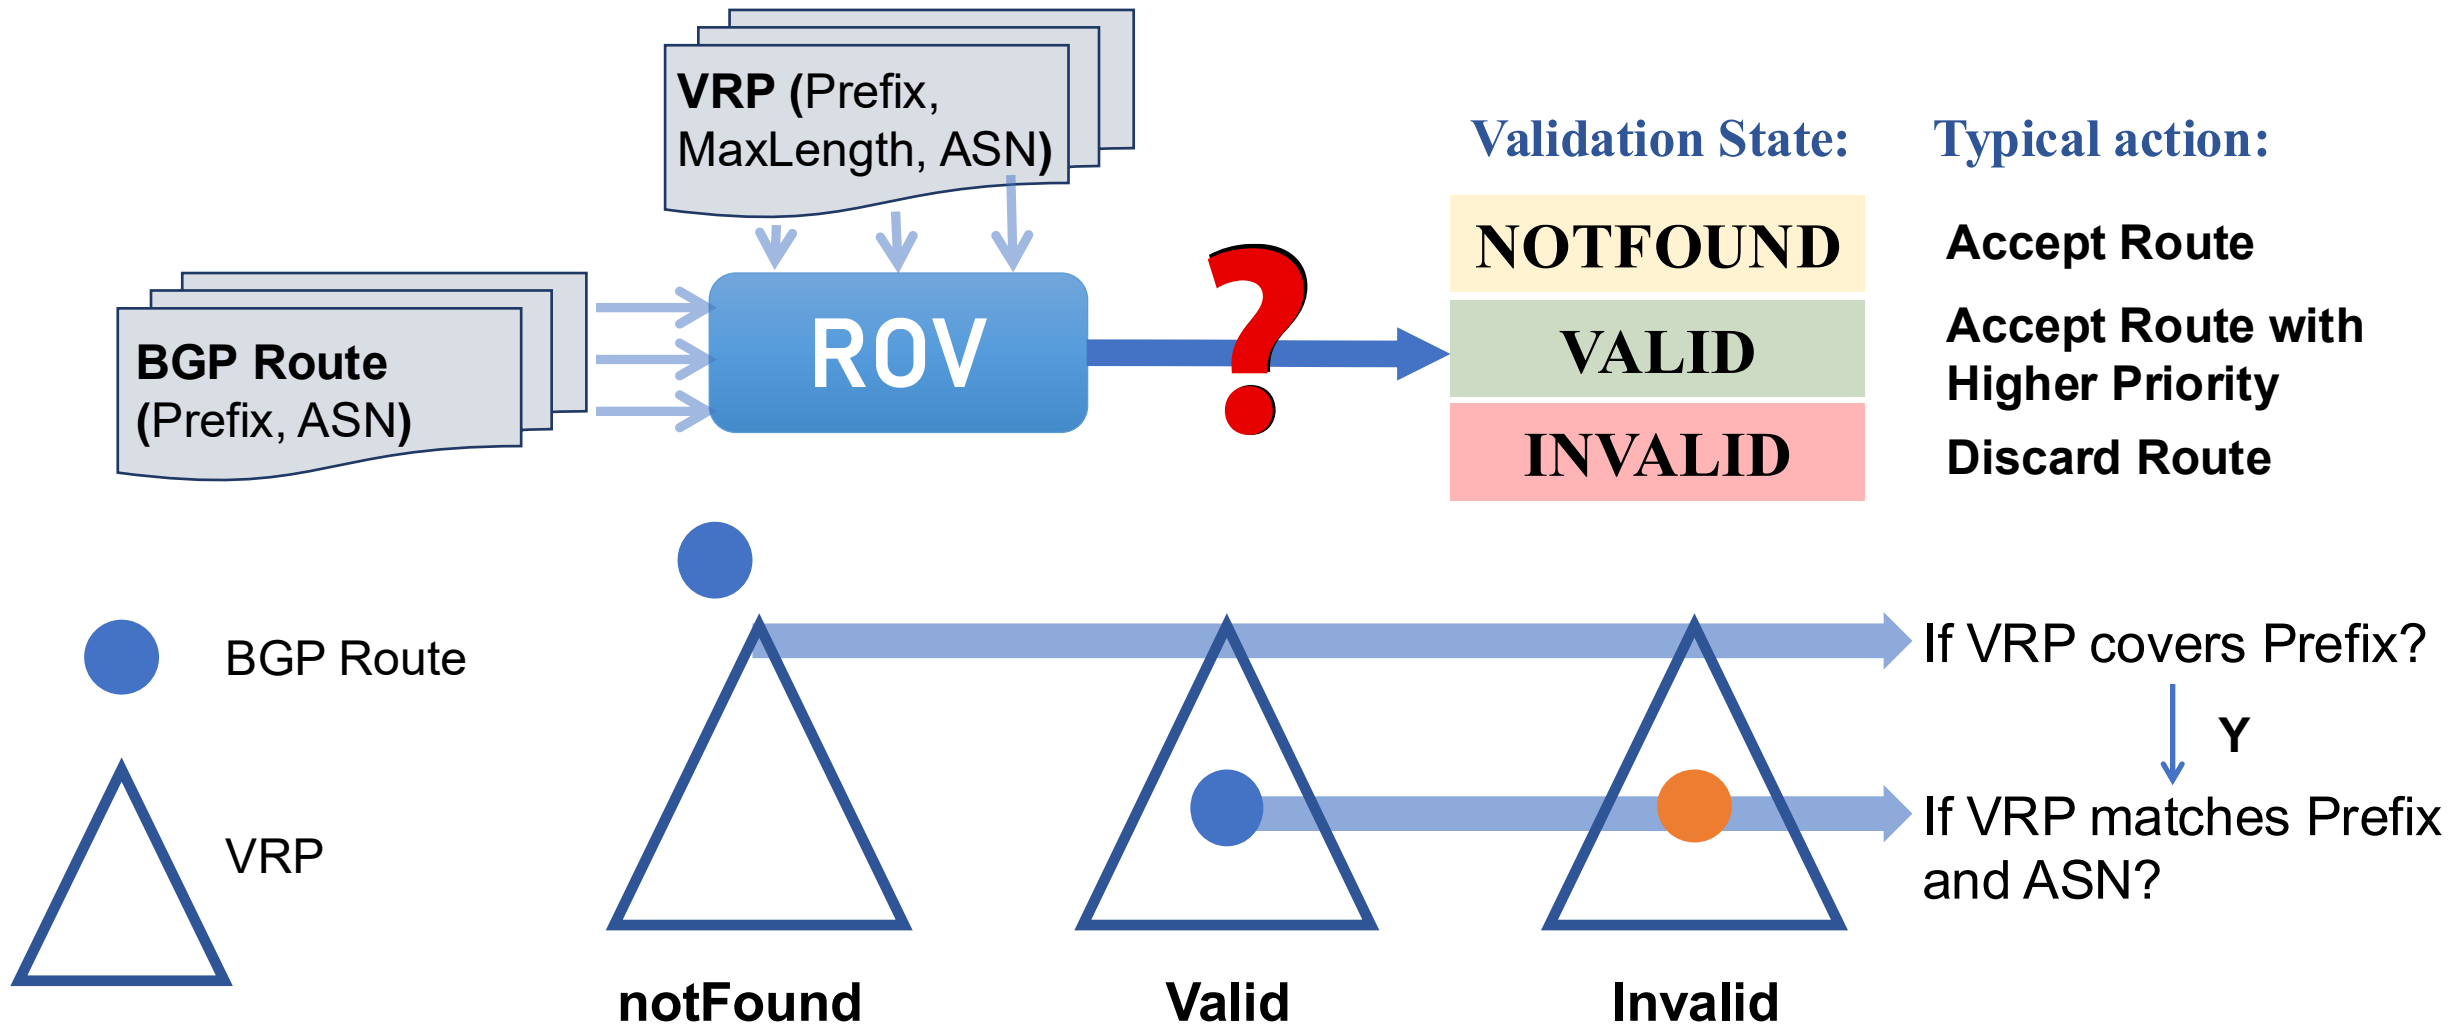 VRP (Prefix,
MaxLength, ASN)
BGP Route
(Prefix, ASN)
ROV
?
Validation State:
Typical action:
NOTFOUND
Accept Route
VALID
Accept Route with
Higher Priority
INVALID
Discard Route
BGP Route
VRP
If VRP covers Prefix?
Y
If VRP matches Prefix
and ASN?
notFound
Valid
Invalid